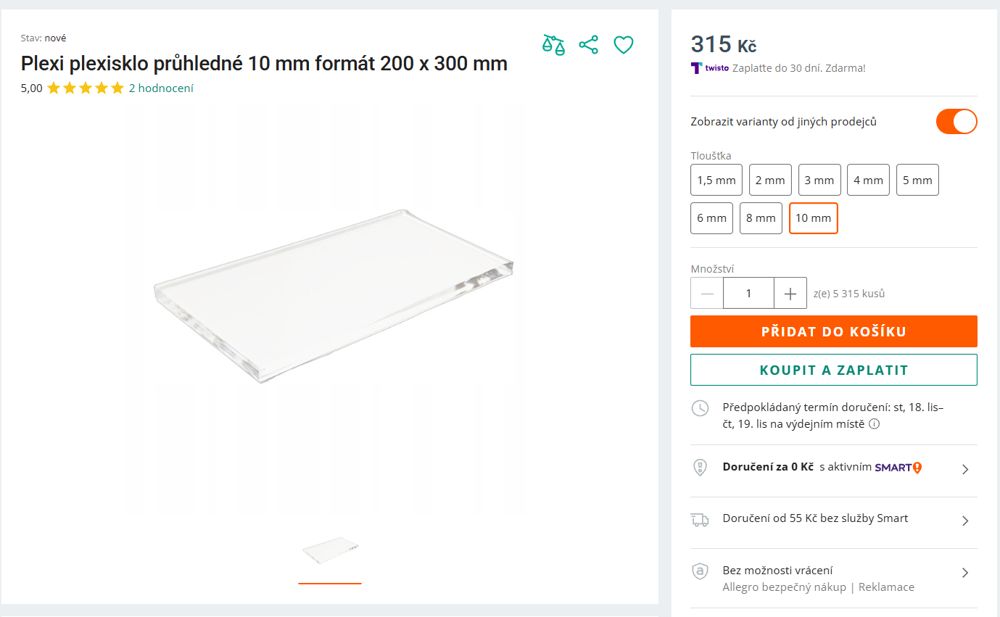 Stav: nové
Plexi plexisklo průhledné 10 mm formát 200 x 300 mm
5,00 2 hodnocení
315 Kč
twisto Zaplatte do 30 dní. Zdarma!
Zobrazit varianty od jiných prodejců
Tloušťka
1,5 mm 2 mm 3 mm 4 mm 5 mm
6 mm 8 mm 10 mm
Množství
— 1 + z(e) 5 315 kusů
PŘIDAT DO KOŠÍKU
KOUPIT A ZAPLATIT
Předpokládaný termín doručení: st, 18. lis–
čt, 19. lis na výdejním místě
Doručení za 0 Kč s aktivním SMART!
Doručení od 55 Kč bez služby Smart
Bez možnosti vrácení
Allegro bezpečný nákup | Reklamace